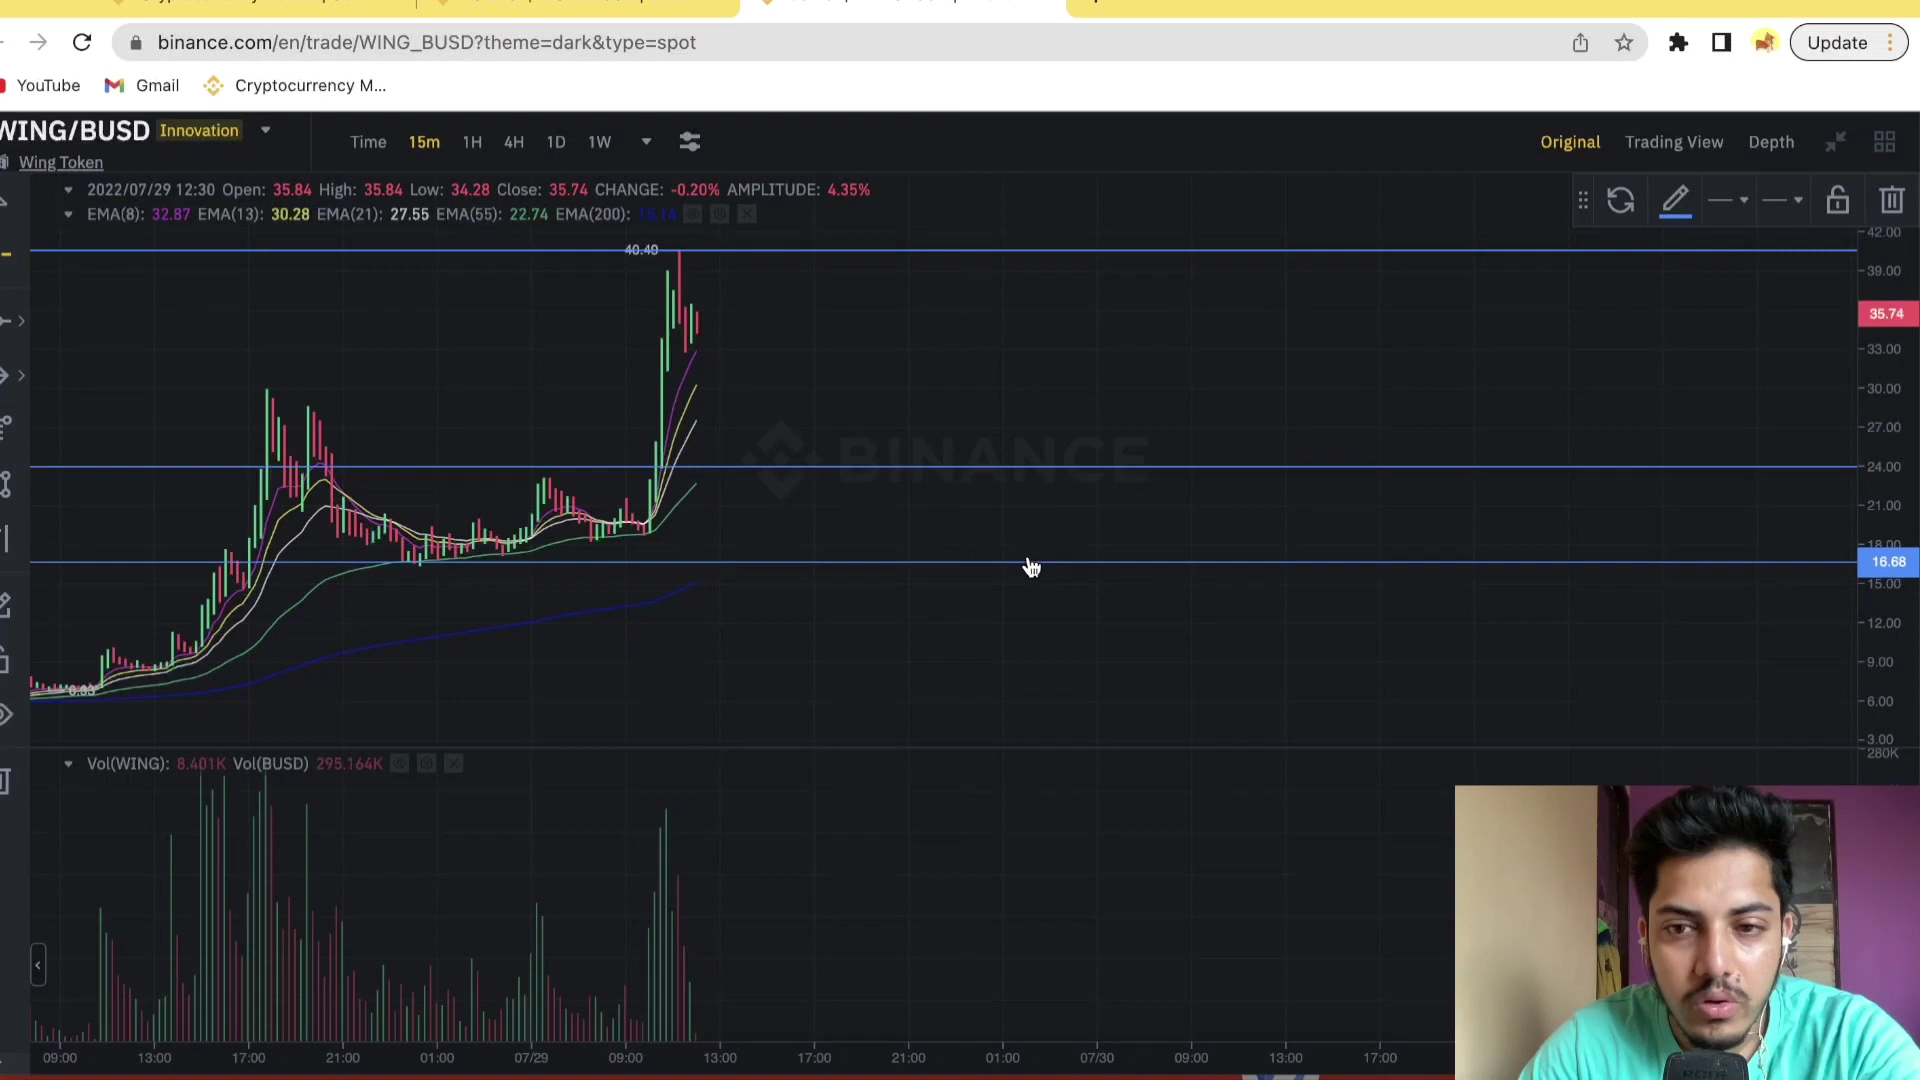 binance.com/en/trade/WING_BUSD?theme=dark&type=spot
Update
YouTube Gmail Cryptocurrency M...
WING/BUSD Innovation
Wing Token
Time 15m 1H 4H 1D 1W
Original Trading View Depth
2022/07/29 12:30 Open: 35.84 High: 35.84 Low: 34.28 Close: 35.74 CHANGE: -0.20% AMPLITUDE: 4.35%
EMA(8): 32.87 EMA(13): 30.28 EMA(21): 27.55 EMA(55): 22.74 EMA(200): 15.14
42.00
40.49
39.00
35.74
33.00
30.00
27.00
BINANCE
24.00
21.00
18.00
16.68
15.00
12.00
9.00
6.00
3.00
280K
Vol(WING): 8.401K Vol(BUSD) 295.164K
09:00 13:00 17:00 21:00 01:00 07/29 09:00 13:00 17:00 21:00 01:00 07/30 09:00 13:00 17:00